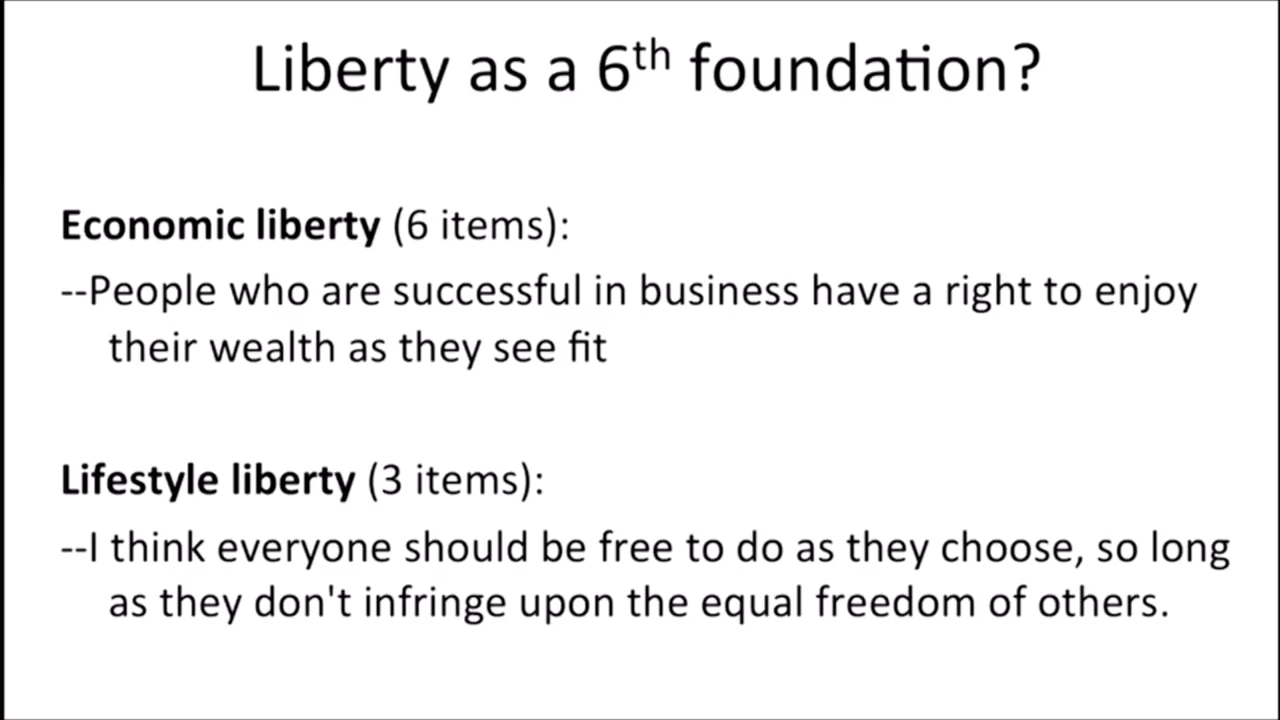 Liberty as a 6th foundation?
Economic liberty (6 items):
--People who are successful in business have a right to enjoy
their wealth as they see fit
Lifestyle liberty (3 items):
--I think everyone should be free to do as they choose, so long
as they don't infringe upon the equal freedom of others.